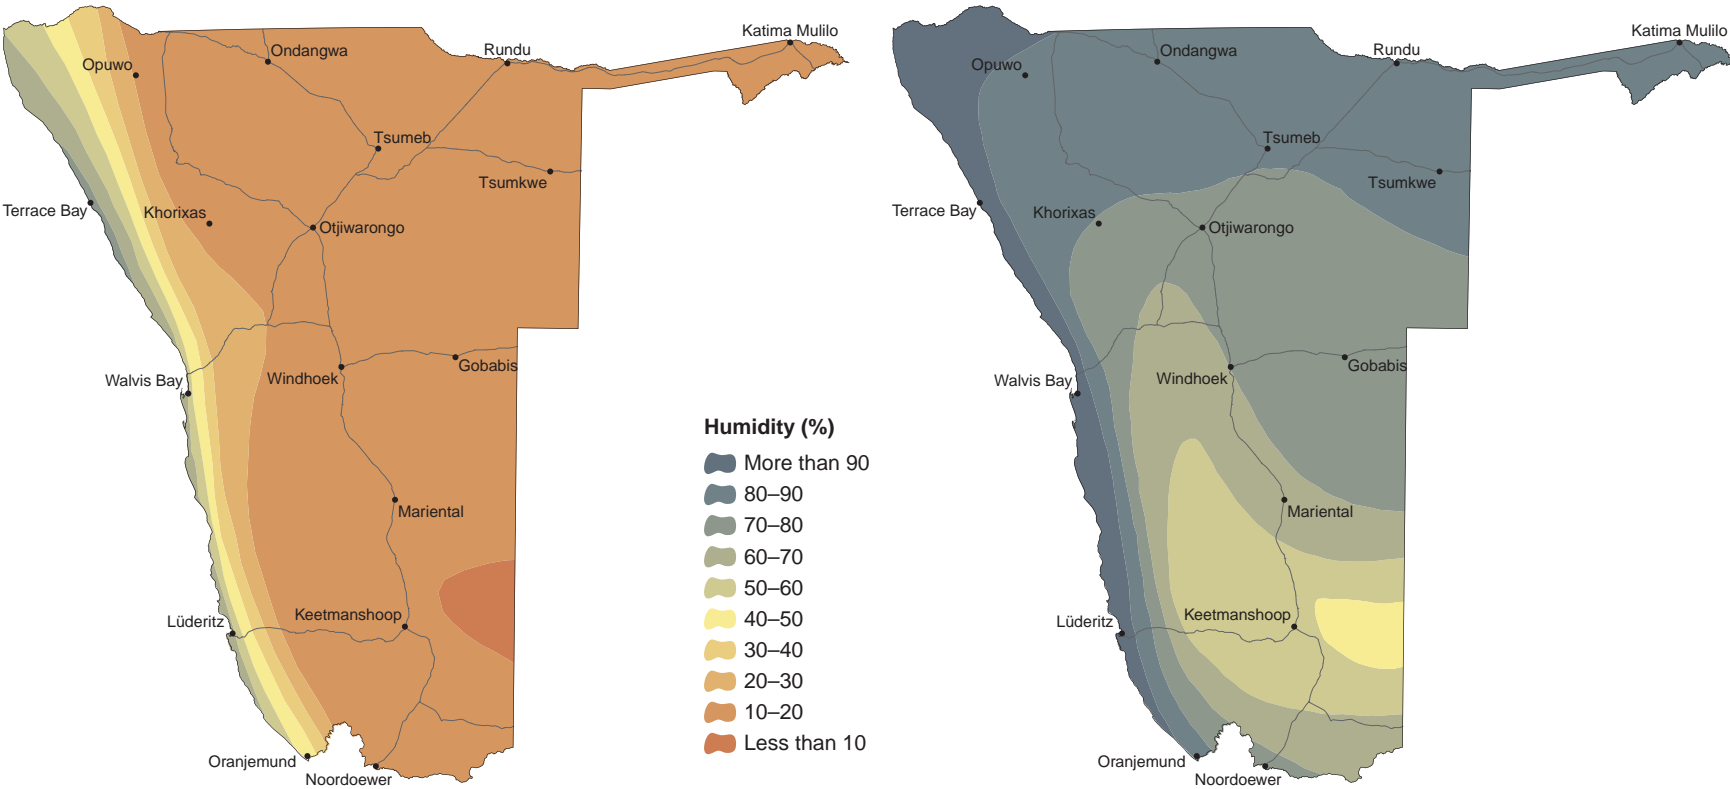 Katima Mulilo
Rundu
Ondangwa
Opuwo
Tsumeb
Tsumkwe
Terrace Bay
Khorixas
Otjiwarongo
Gobabis
Windhoek
Walvis Bay
Mariental
Keetmanshoop
Lüderitz
Oranjemund
Noordoewer
Humidity (%)
More than 90
80–90
70–80
60–70
50–60
40–50
30–40
20–30
10–20
Less than 10
Katima Mulilo
Rundu
Ondangwa
Opuwo
Tsumeb
Tsumkwe
Terrace Bay
Khorixas
Otjiwarongo
Gobabis
Windhoek
Walvis Bay
Mariental
Keetmanshoop
Lüderitz
Oranjemund
Noordoewer